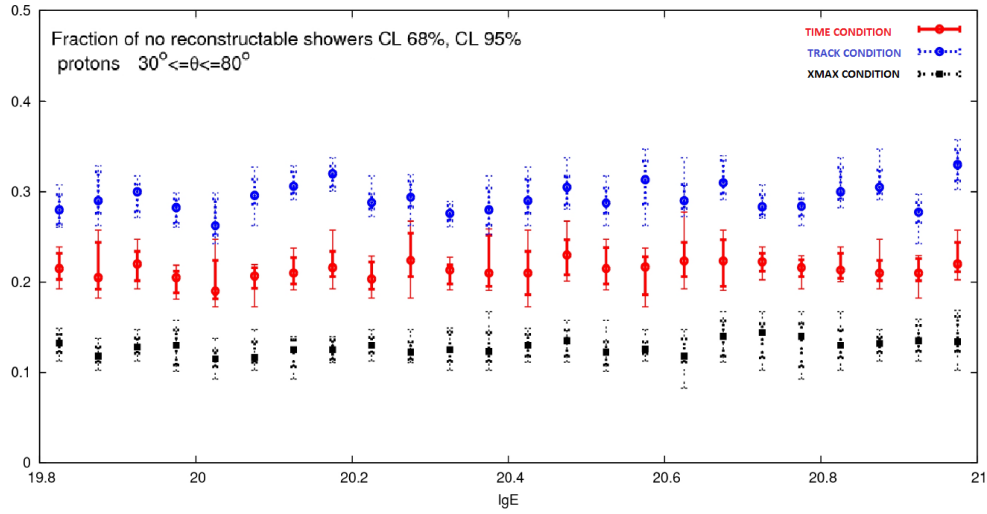 Fraction of no reconstructable showers CL 68%, CL 95%
protons 30°<=θ<=80°
TIME CONDITION
TRACK CONDITION
XMAX CONDITION
0.5
0.4
0.3
0.2
0.1
0
19.8 20 20.2 20.4 20.6 20.8 21
lgE